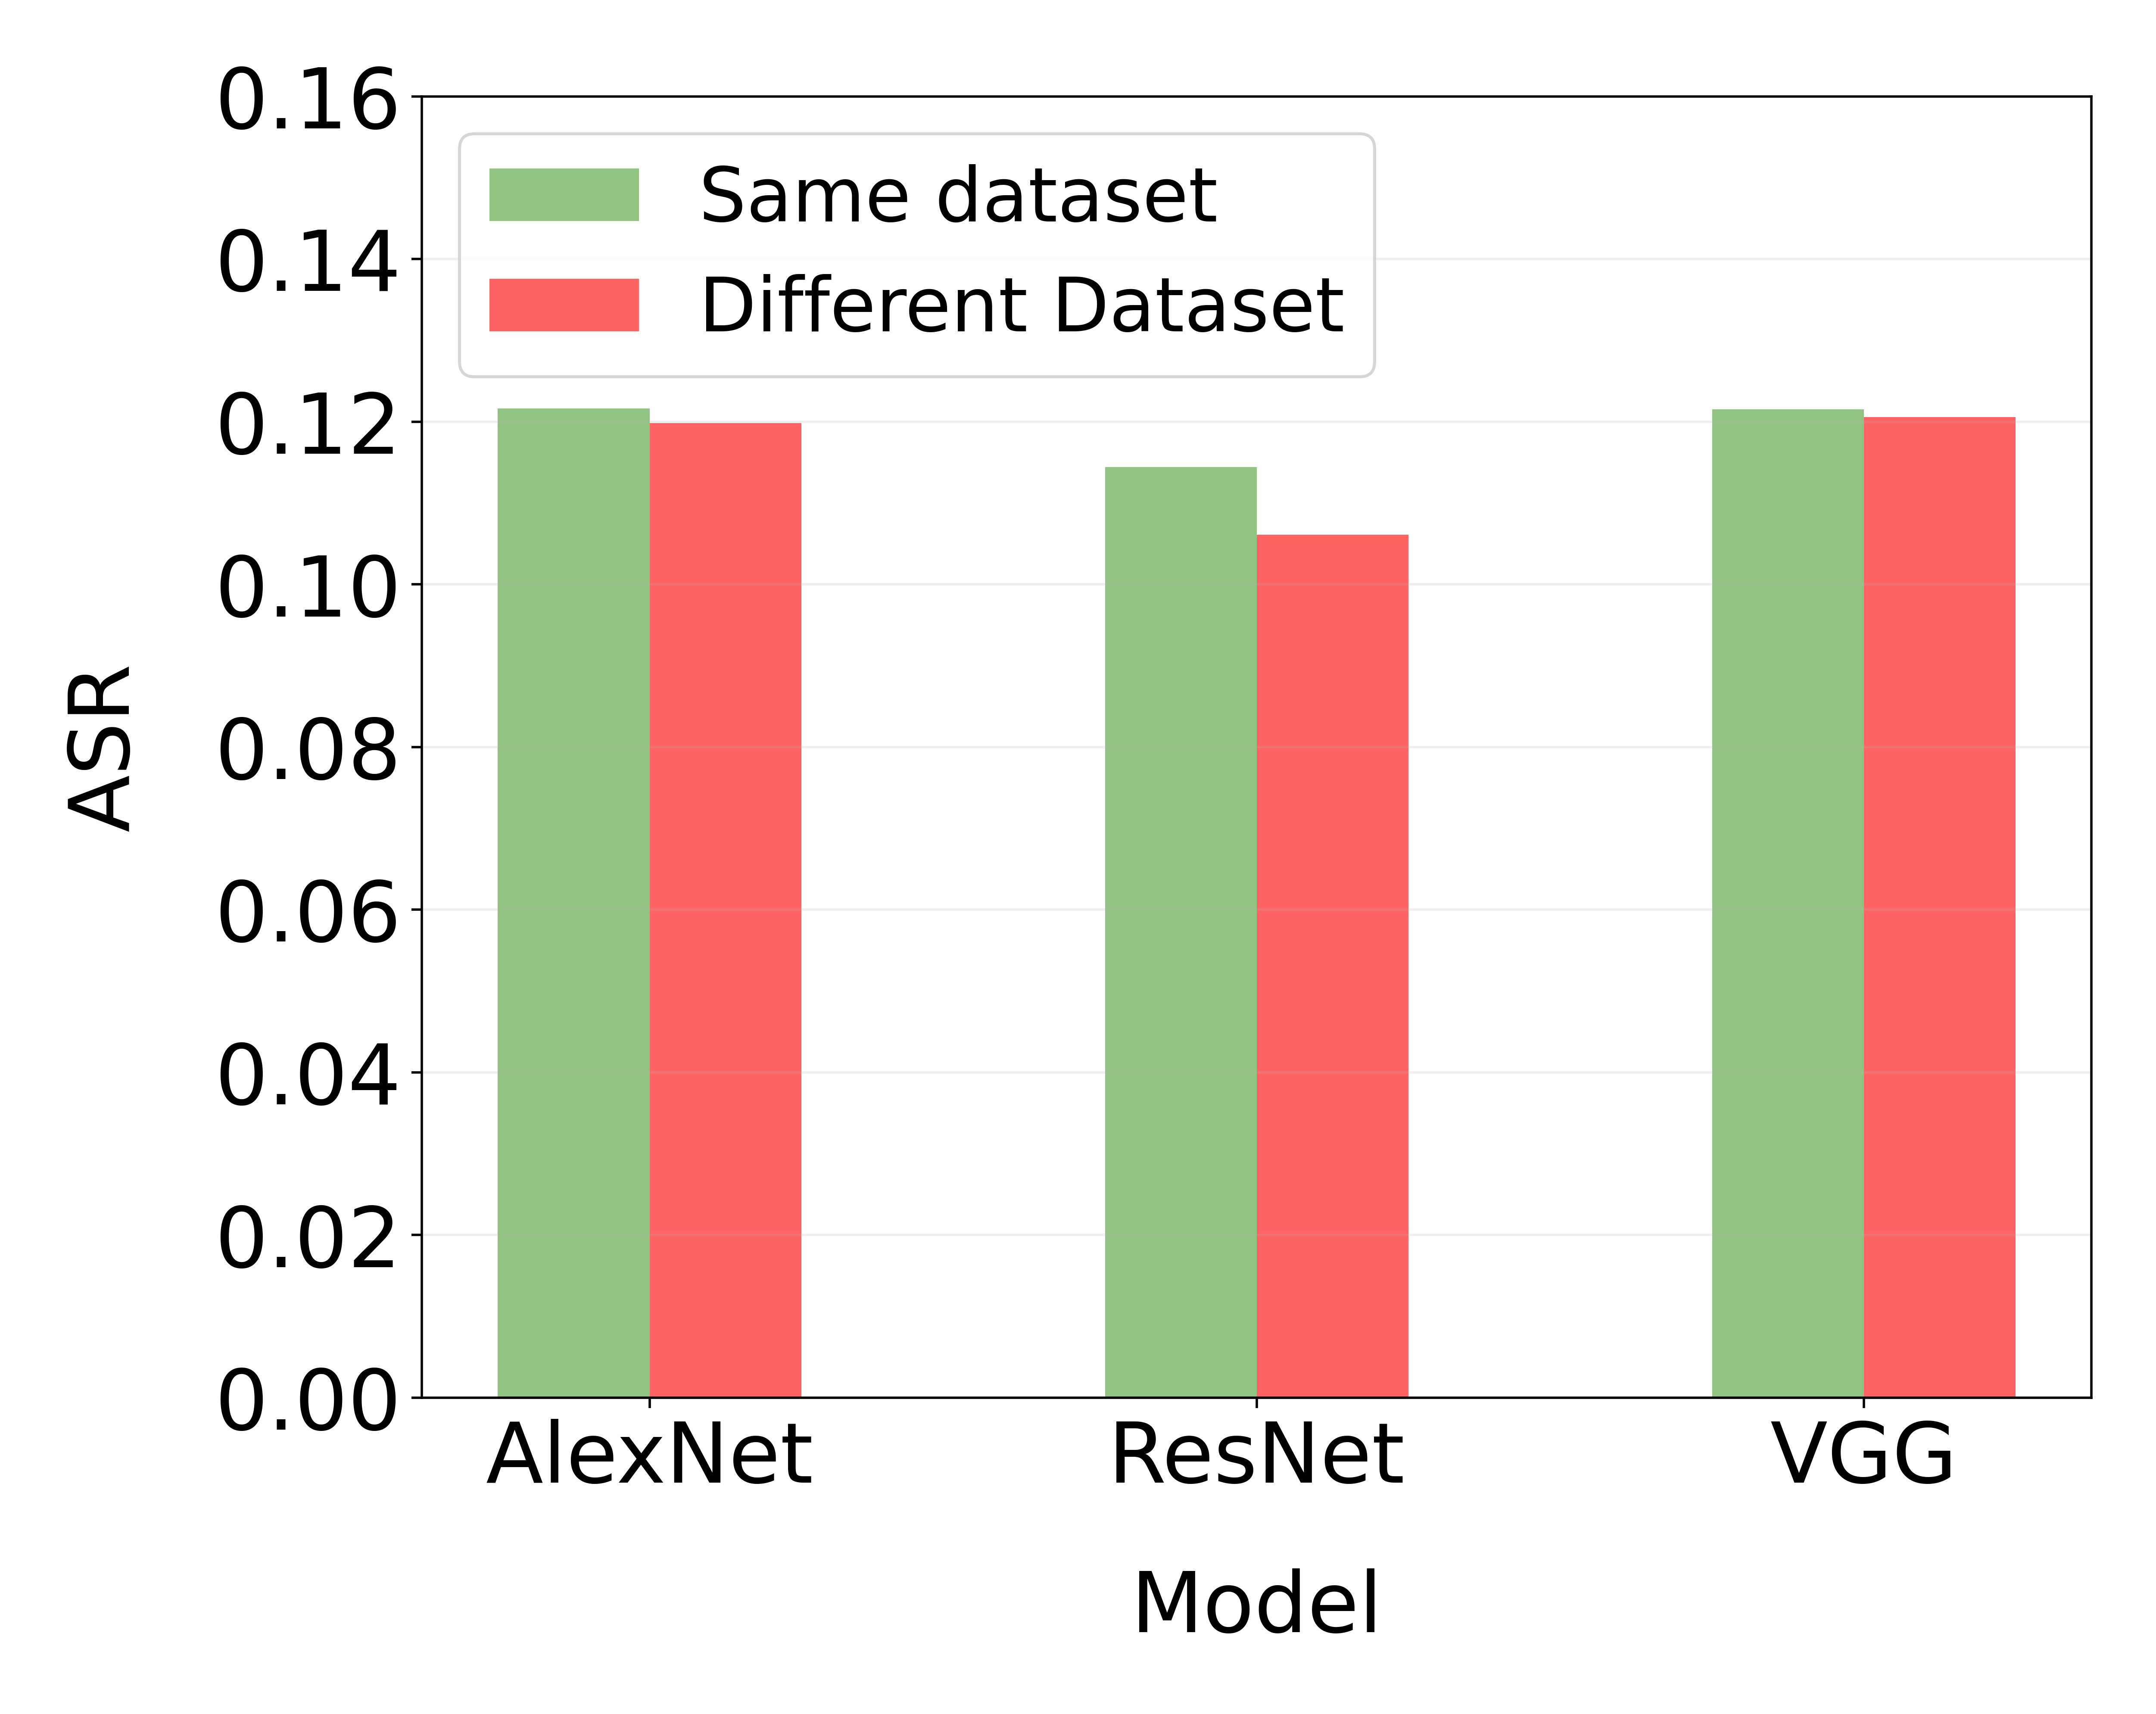 0.16
0.14
0.12
0.10
0.08
0.06
0.04
0.02
0.00
ASR
Same dataset
Different Dataset
AlexNet
ResNet
VGG
Model